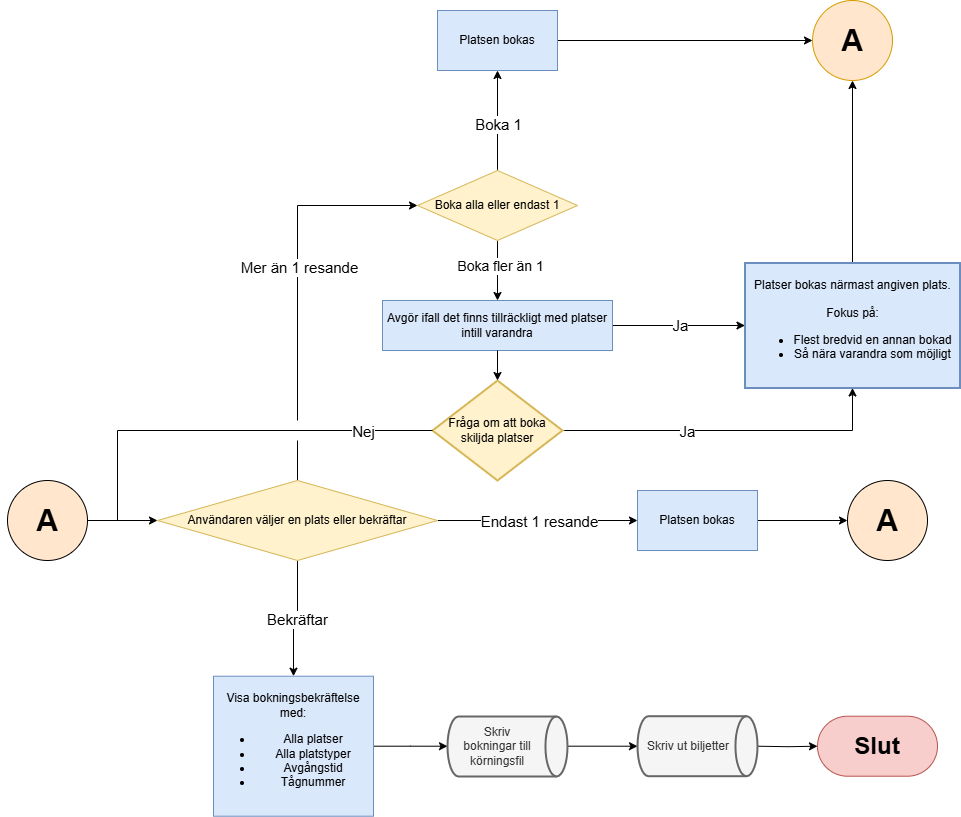 Platsen bokas
A
Boka 1
Boka alla eller endast 1
Mer än 1 resande
Boka fler än 1
Platser bokas närmast angiven plats.
Fokus på:
• Flest bredvid en annan bokad
• Så nära varandra som möjligt
Avgör ifall det finns tillräckligt med platser
intill varandra
Ja
Fråga om att boka
skiljda platser
Nej
Ja
A
Användaren väljer en plats eller bekräftar
Endast 1 resande
Platsen bokas
A
Bekräftar
Visa bokningsbekräftelse
med:
• Alla platser
• Alla platstyper
• Avgångstid
• Tågnummer
Skriv
bokningar till
körningsfil
Skriv ut biljetter
Slut